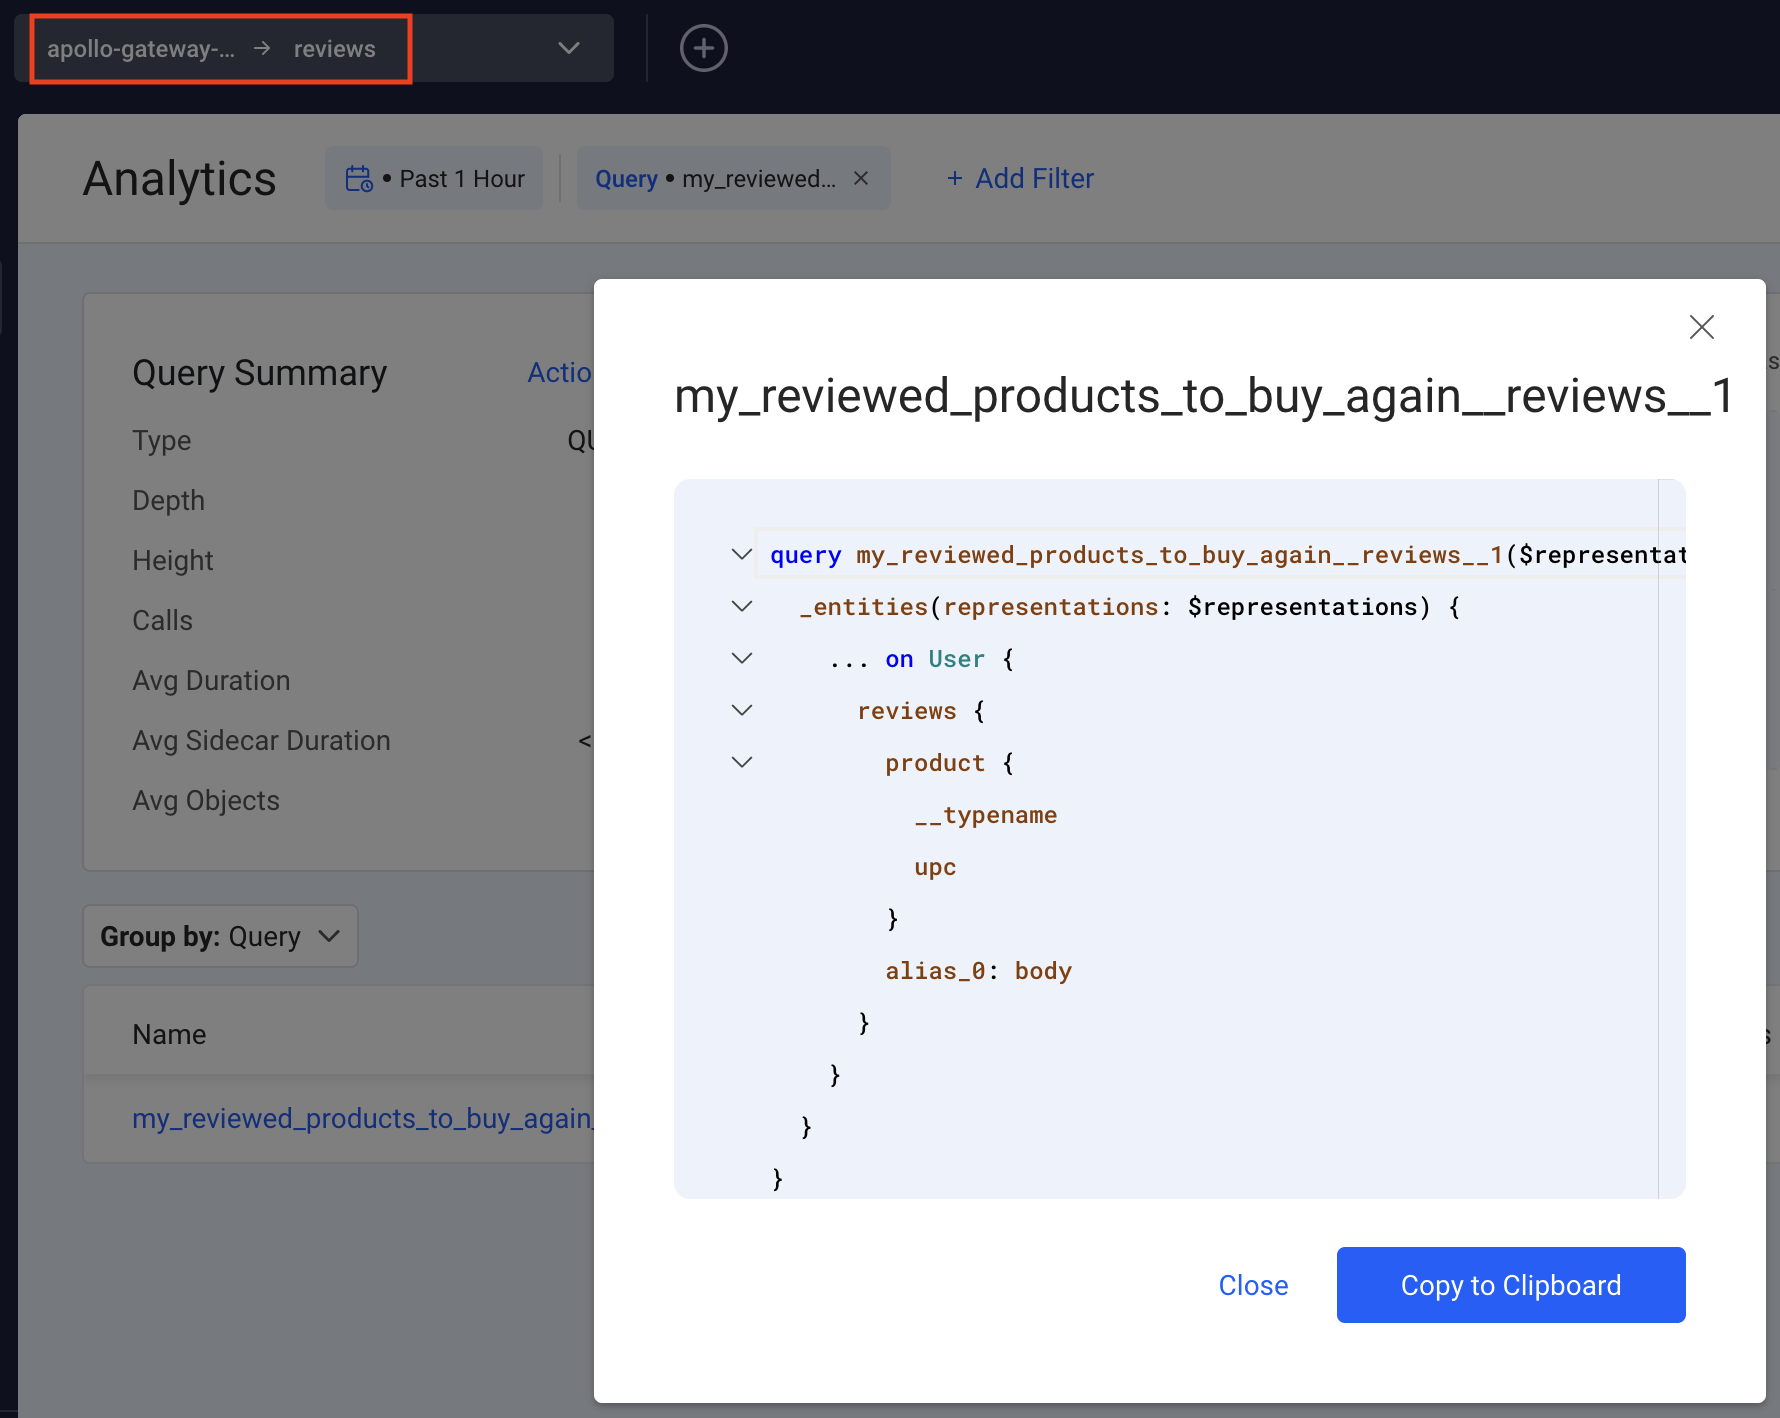 apollo-gateway-... → reviews
Analytics • Past 1 Hour Query • my_reviewed... × + Add Filter
Query Summary Actio
Type QU
Depth
Height
Calls
Avg Duration
Avg Sidecar Duration <
Avg Objects
Group by: Query
Name
my_reviewed_products_to_buy_again_
my_reviewed_products_to_buy_again__reviews__1
query my_reviewed_products_to_buy_again__reviews__1($representat
_entities(representations: $representations) {
... on User {
reviews {
product {
__typename
upc
}
alias_0: body
}
}
}
}
Close Copy to Clipboard